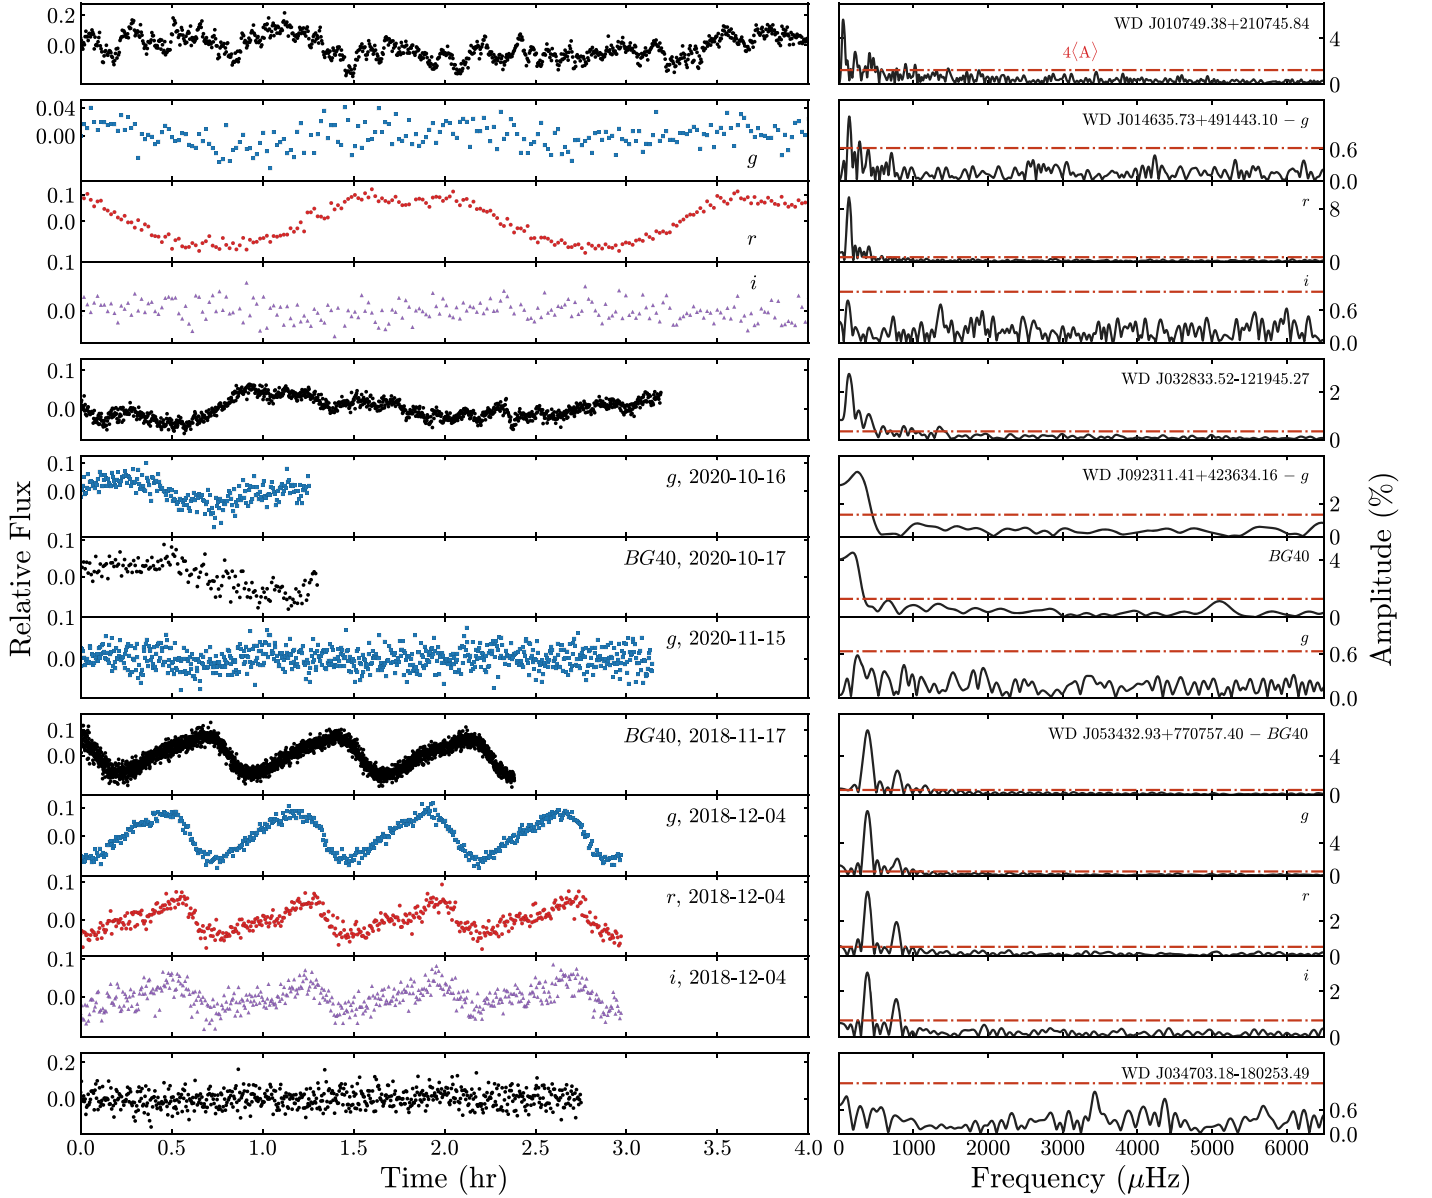 0.2
0.0
WD J010749.38+210745.84
4⟨A⟩
4
0
0.04
0.00
g
WD J014635.73+491443.10 − g
0.6
0.0
0.1
0.0
r
r
8
0.1
0.0
i
i
0.6
0.0
0.1
0.0
WD J032833.52-121945.27
2
0
0.1
0.0
g, 2020-10-16
WD J092311.41+423634.16 − g
2
0
0.1
0.0
BG40, 2020-10-17
BG40
4
0
0.1
0.0
g, 2020-11-15
g
0.6
0.0
0.1
0.0
BG40, 2018-11-17
WD J053432.93+770757.40 − BG40
4
0
0.1
0.0
g, 2018-12-04
g
4
0
0.1
0.0
r, 2018-12-04
r
2
0
0.1
0.0
i, 2018-12-04
i
2
0
0.2
0.0
WD J034703.18-180253.49
0.6
0.0
0.0 0.5 1.0 1.5 2.0 2.5 3.0 3.5 4.0
0 1000 2000 3000 4000 5000 6000
Time (hr)
Frequency (μHz)
Relative Flux
Amplitude (%)